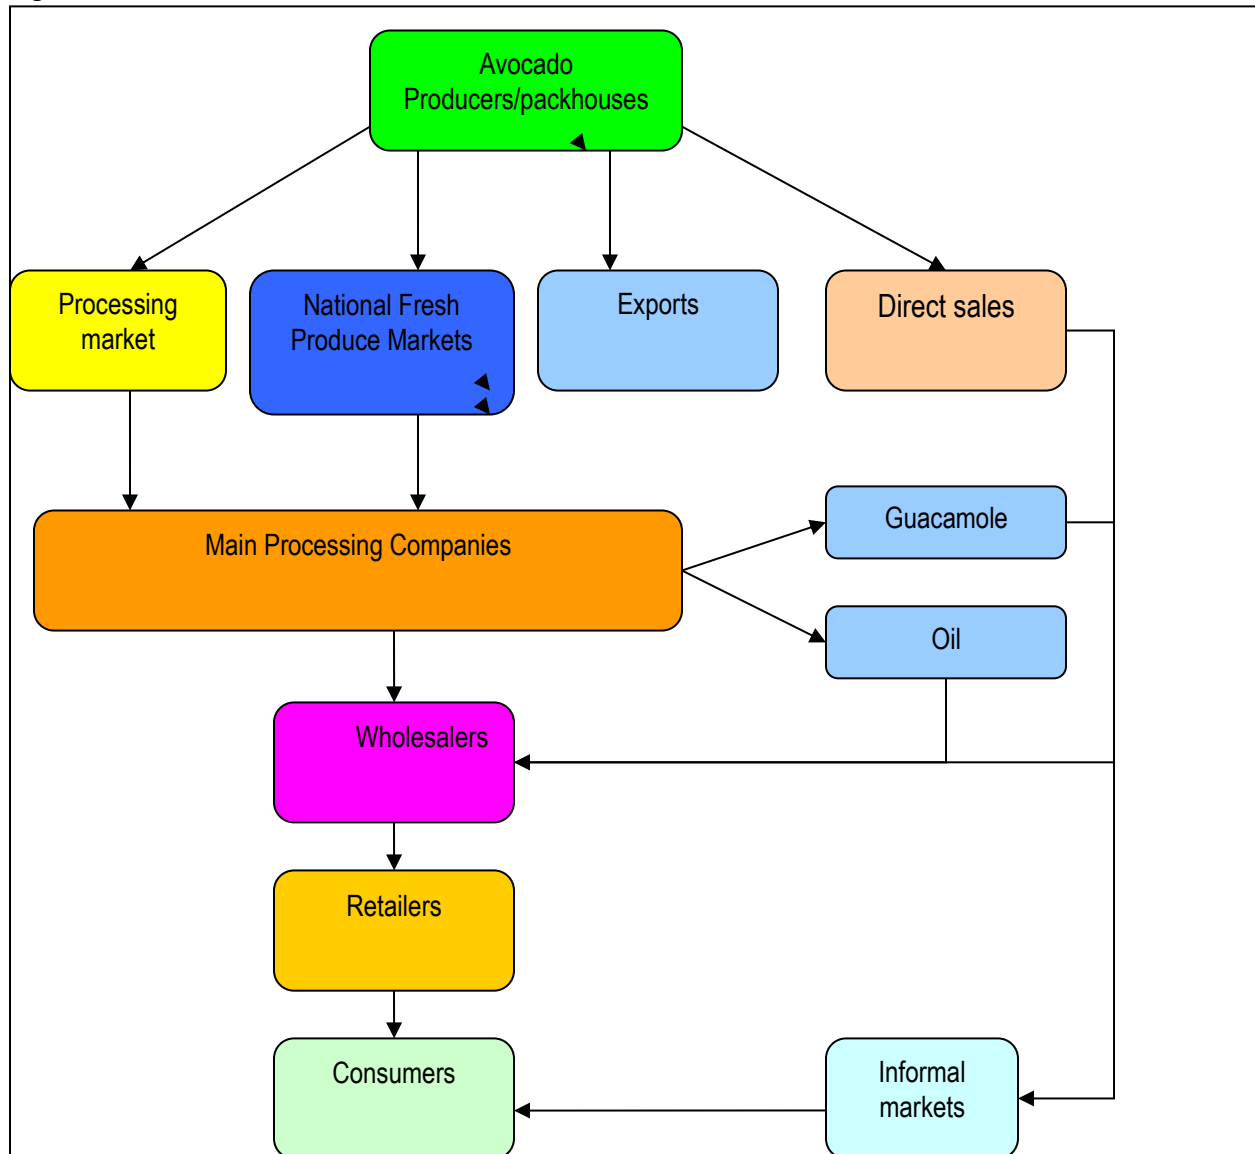 Avocado
Producers/packhouses
Processing
market
National Fresh
Produce Markets
Exports
Direct sales
Guacamole
Main Processing Companies
Oil
Wholesalers
Retailers
Consumers
Informal
markets